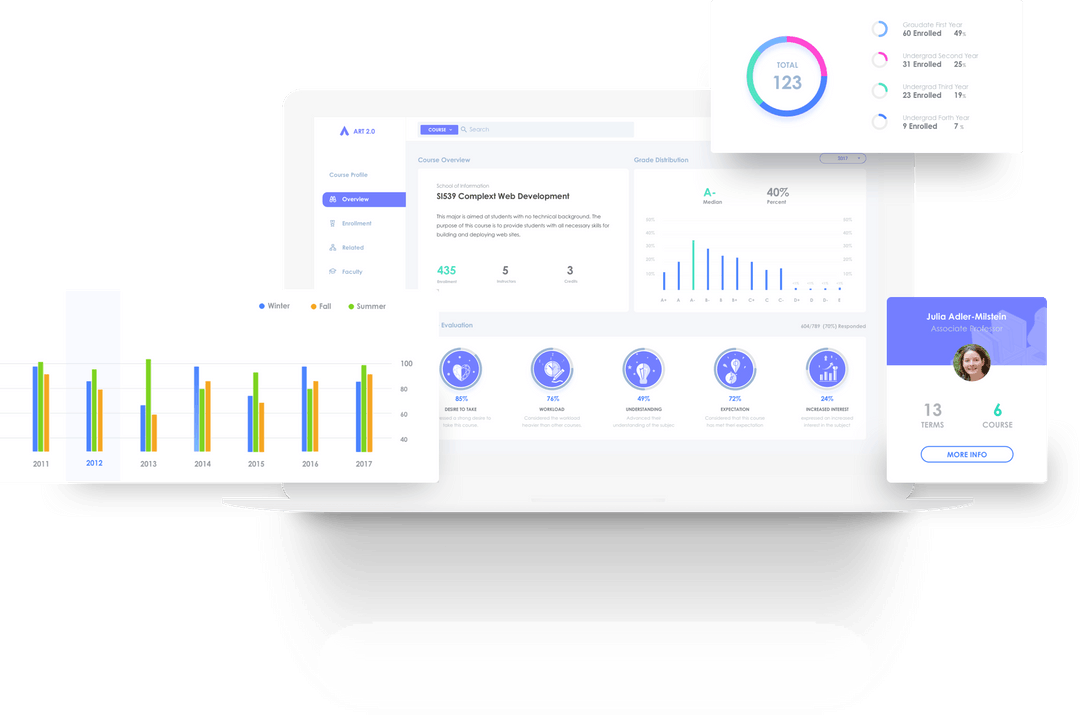 TOTAL
123
Graudate First Year
60 Enrolled 49%
Undergrad Second Year
31 Enrolled 25%
Undergrad Third Year
23 Enrolled 19%
Undergrad Forth Year
9 Enrolled 7 %
ART 2.0
COURSE
Search
Course Profile
Overview
Enrollment
Related
Faculty
Course Overview
School of Information
SI539 Complext Web Development
This major is aimed at students with no technical background. The
purpose of this course is to provide students with all necessary skills for
building and deploying web sites.
435
Enrollment
5
Instructors
3
Credits
Grade Distribution
2017
A-
Median
40%
Percent
50% 50%
40% 40%
30% 30%
20% 20%
10% 10%
A+ A A- B- B B+ C+ C C- D+ D D- E
Evaluation
604/789 (70%) Responded
85%
DESIRE TO TAKE
a strong desire to
take this course
76%
WORKLOAD
Considered the workload
heavier than other courses.
49%
UNDERSTANDING
Advanced their
understanding of the subject
72%
EXPECTATION
Considered that the course
has met their expectation.
24%
INCREASED INTEREST
Expressed an increased
interest in the subject.
Winter Fall Summer
100
80
60
40
2011 2012 2013 2014 2015 2016 2017
Julia Adler-Milstein
Associate Professor
13
TERMS
6
COURSE
MORE INFO